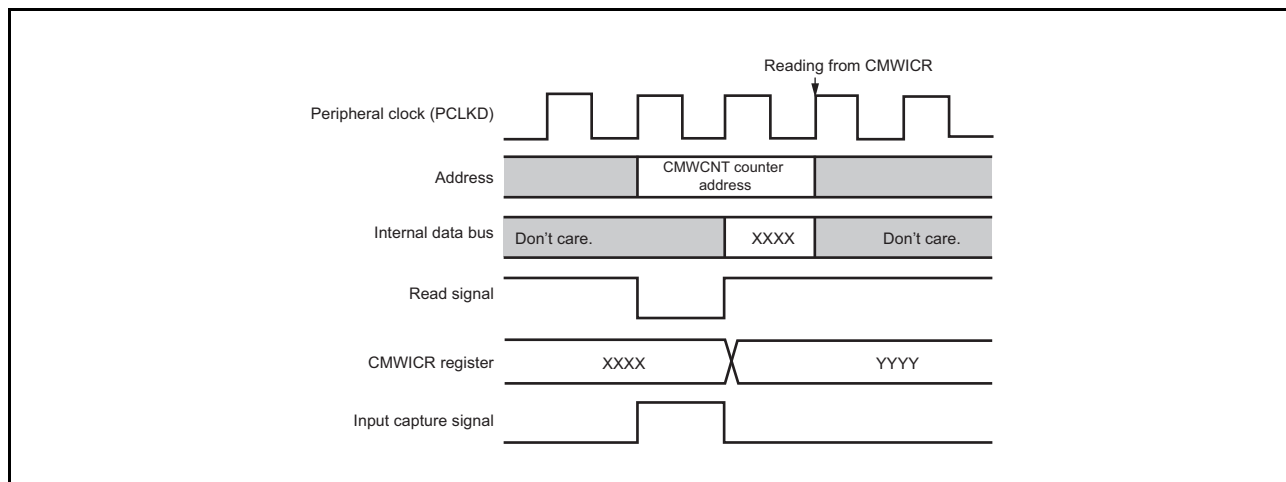 Reading from CMWICR
Peripheral clock (PCLKD)
Address
CMWCNT counter
address
Internal data bus
Don’t care.
XXXX
Don’t care.
Read signal
CMWICR register
XXXX
YYYY
Input capture signal